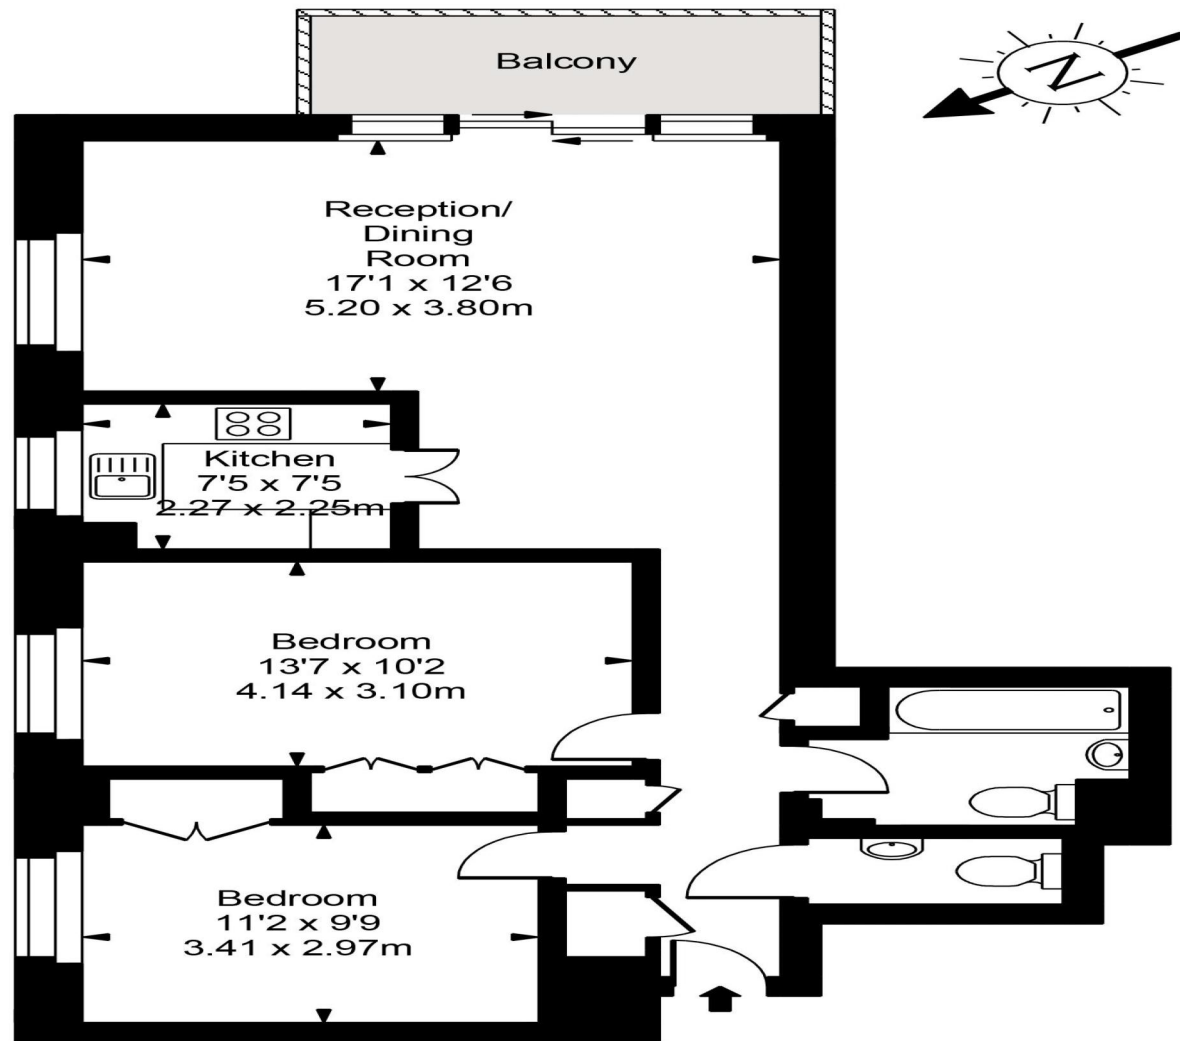 Balcony
N
Reception/
Dining
Room
17'1 x 12'6
5.20 x 3.80m
Kitchen
7'5 x 7'5
2.27 x 2.25m
Bedroom
13'7 x 10'2
4.14 x 3.10m
Bedroom
11'2 x 9'9
3.41 x 2.97m